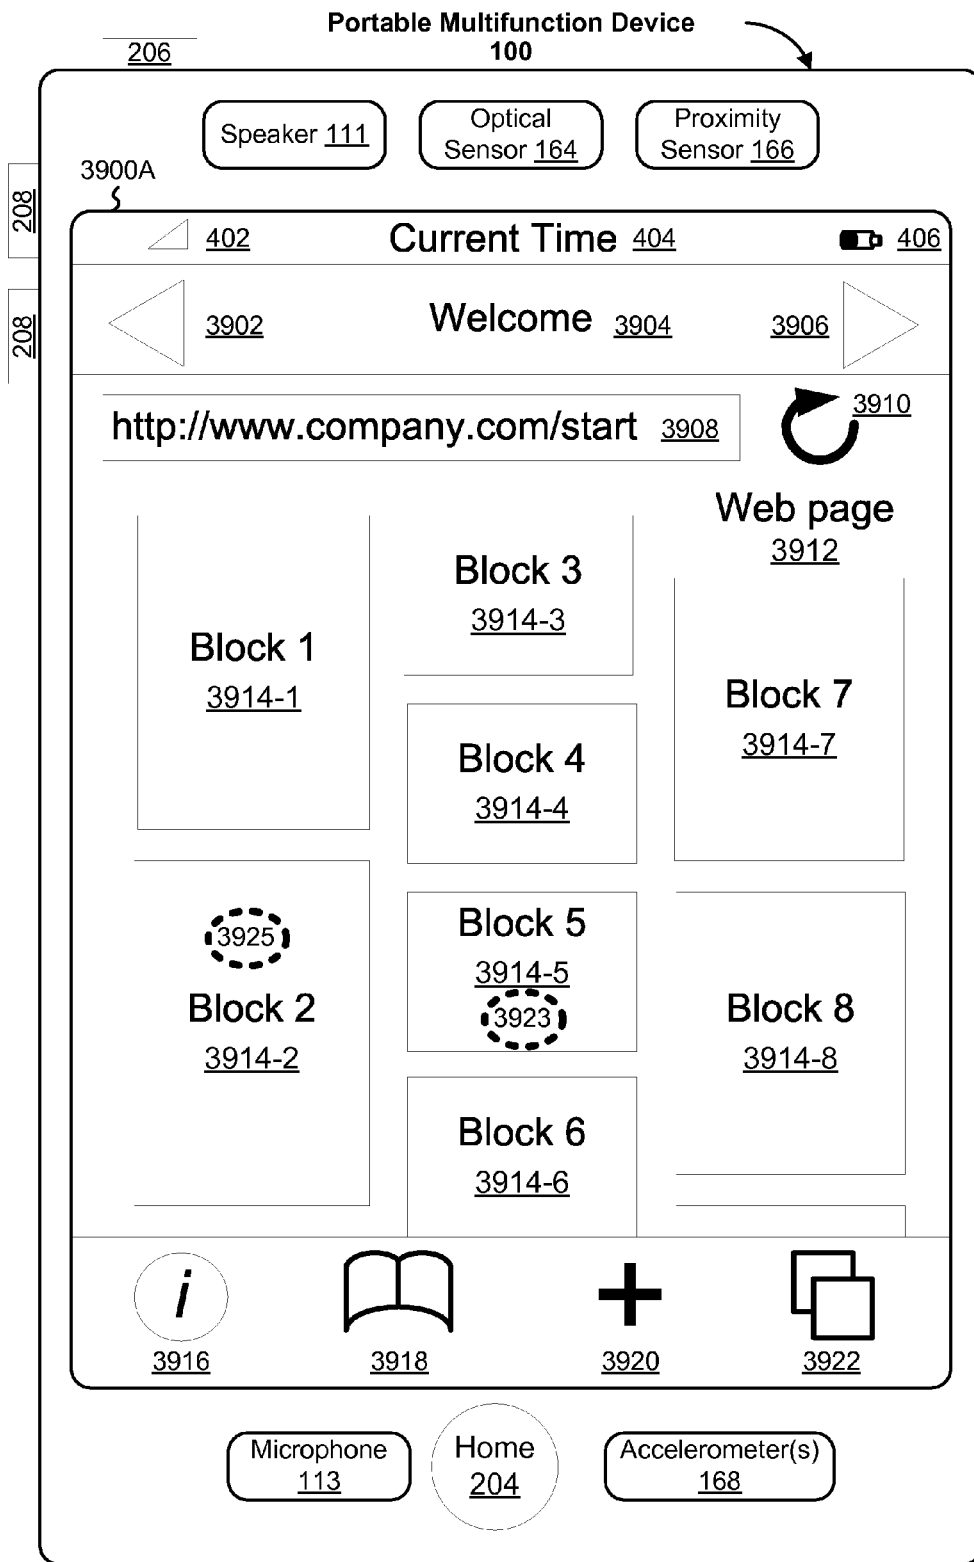 Portable Multifunction Device
100
206
Speaker 111
Optical
Sensor 164
Proximity
Sensor 166
208
208
3900A
402
Current Time 404
406
3902
Welcome 3904
3906
http://www.company.com/start 3908
3910
Web page
3912
Block 1
3914-1
Block 3
3914-3
Block 7
3914-7
Block 4
3914-4
3925
Block 2
3914-2
Block 5
3914-5
3923
Block 8
3914-8
Block 6
3914-6
i
3916
3918
3920
3922
Microphone
113
Home
204
Accelerometer(s)
168